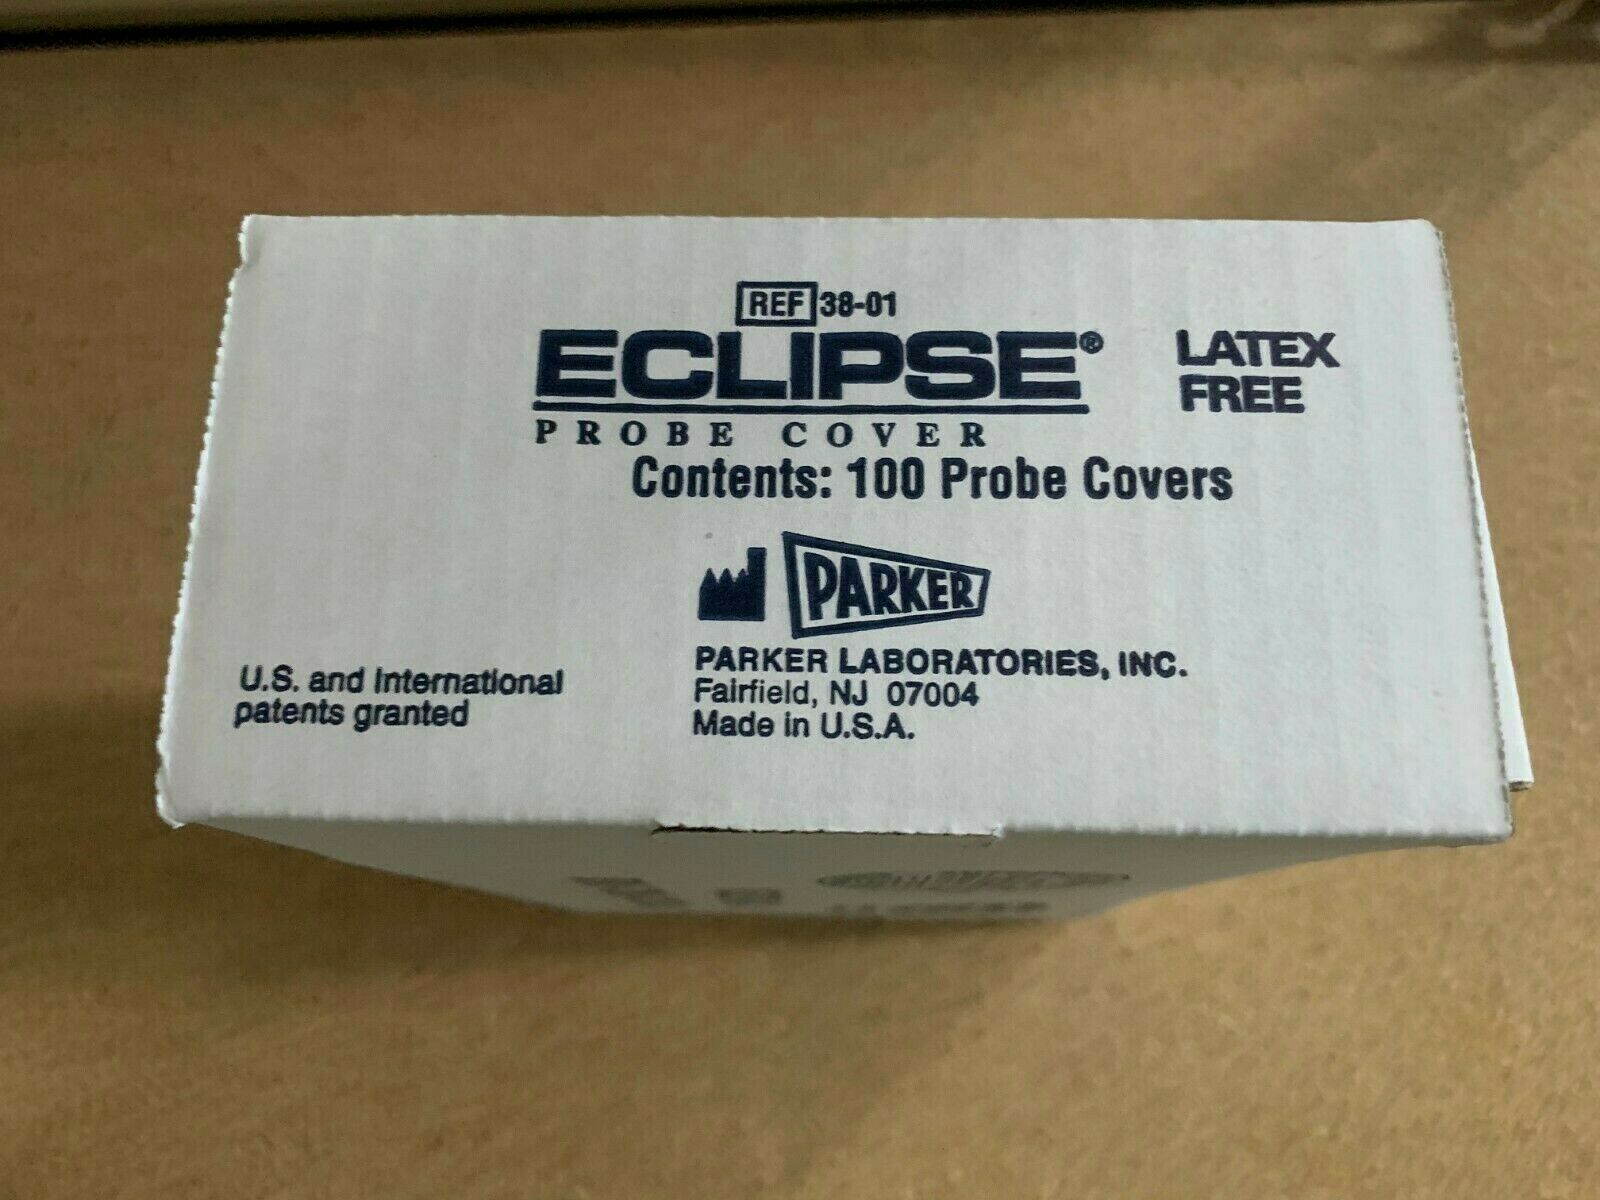 REF 38-01
ECLIPSE®
PROBE COVER
LATEX
FREE
Contents: 100 Probe Covers
PARKER
PARKER LABORATORIES, INC.
Fairfield, NJ 07004
Made in U.S.A.
U.S. and International
patents granted